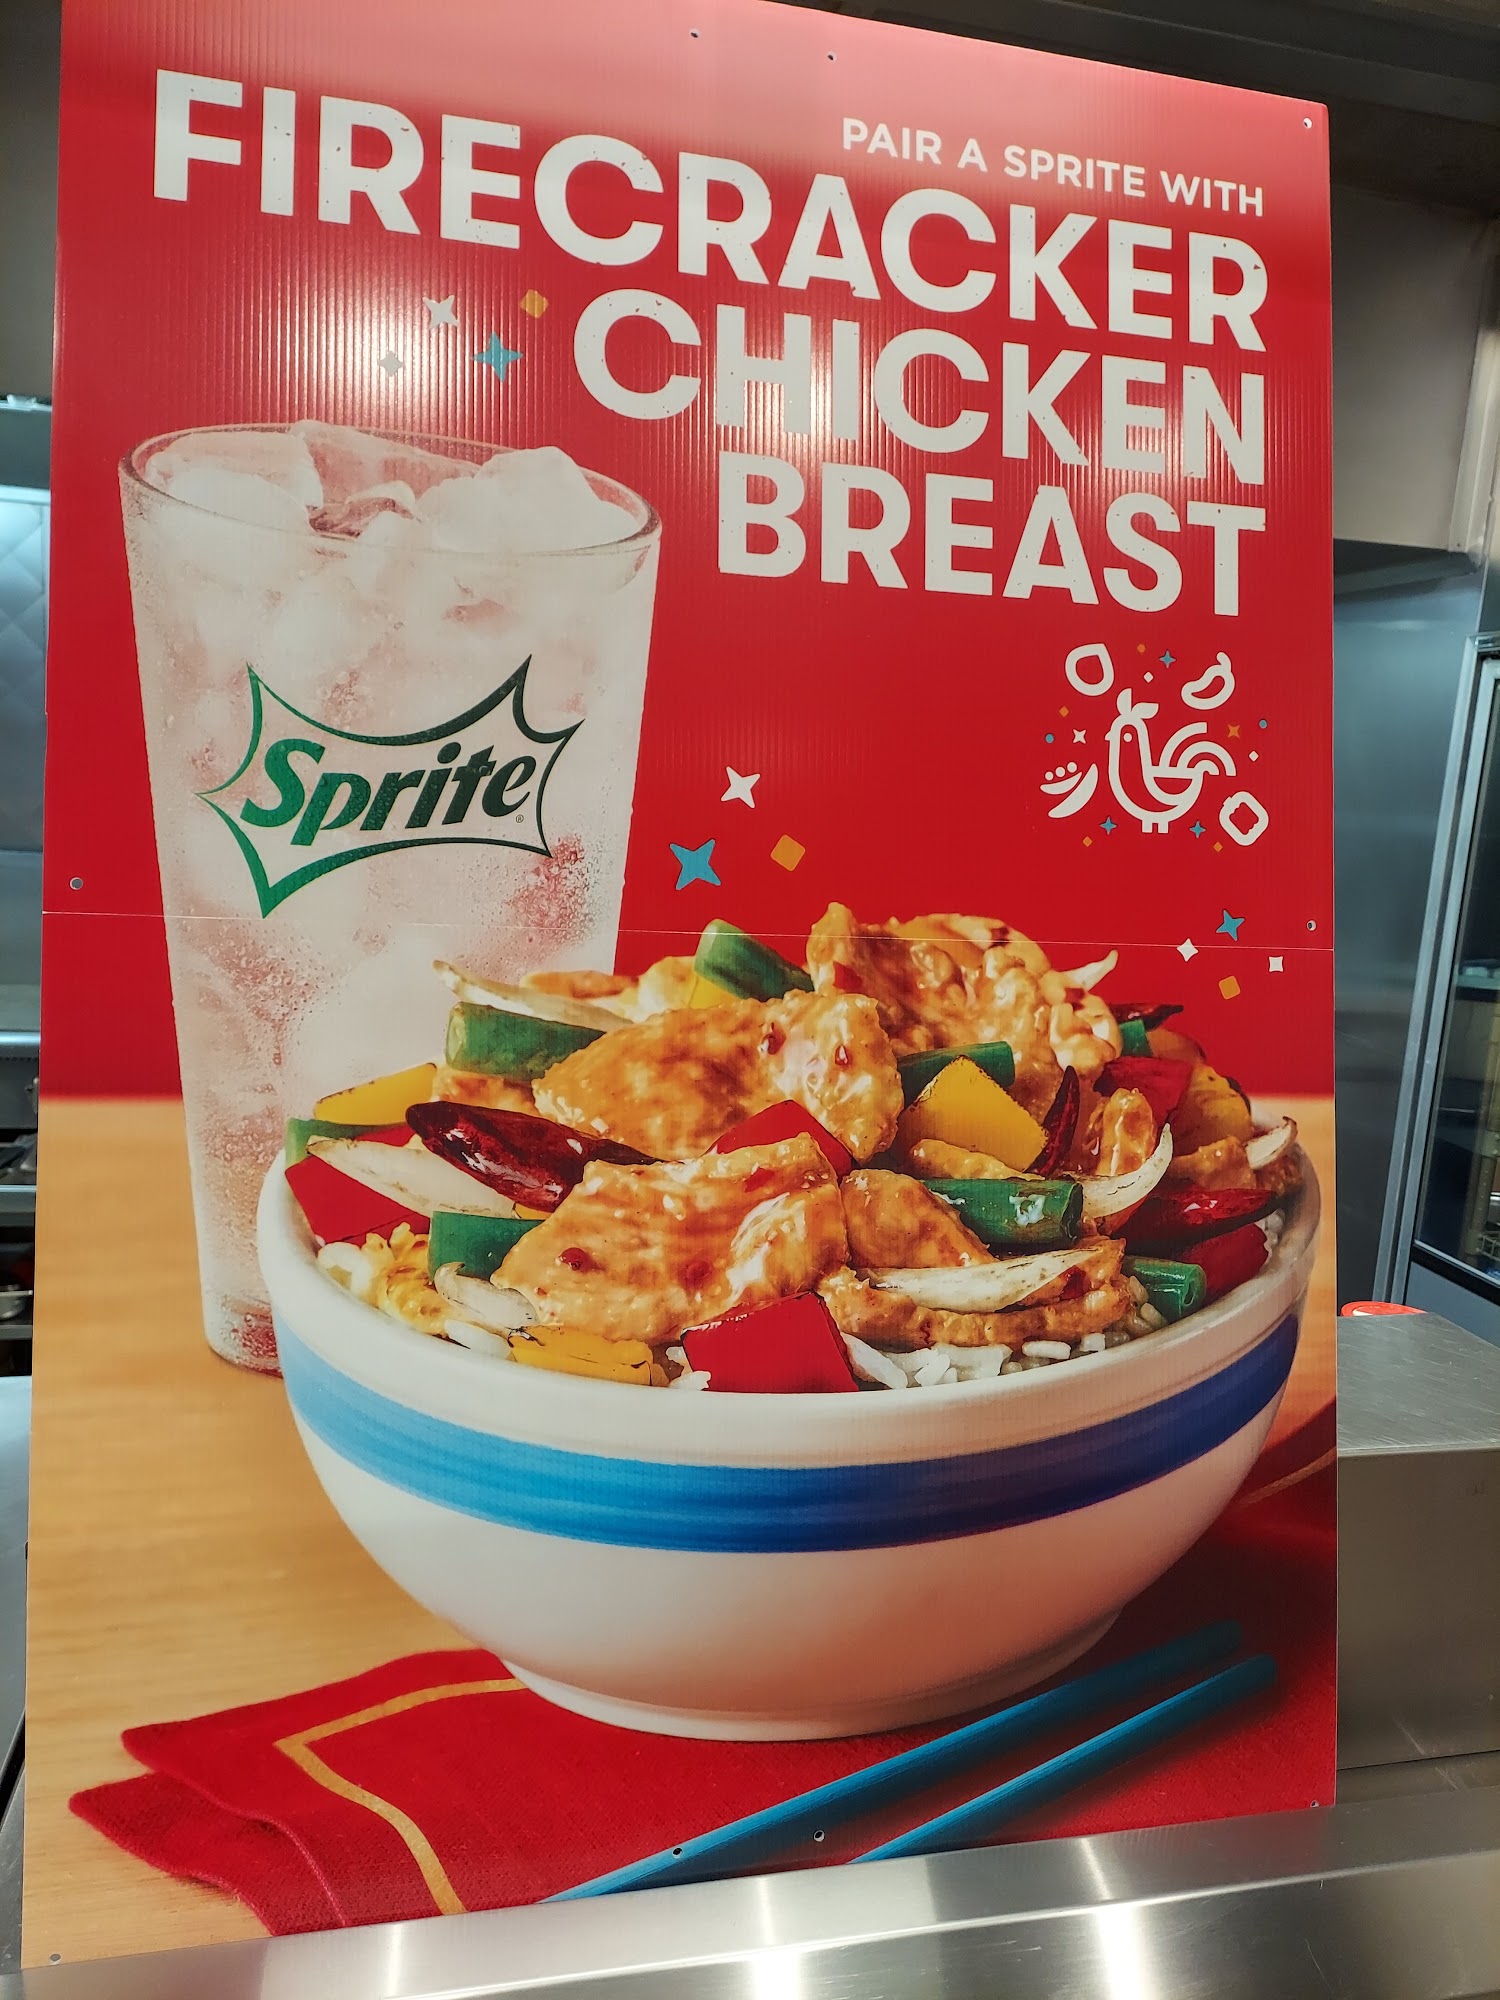 PAIR A SPRITE WITH
FIRECRACKER
CHICKEN
BREAST
Sprite®